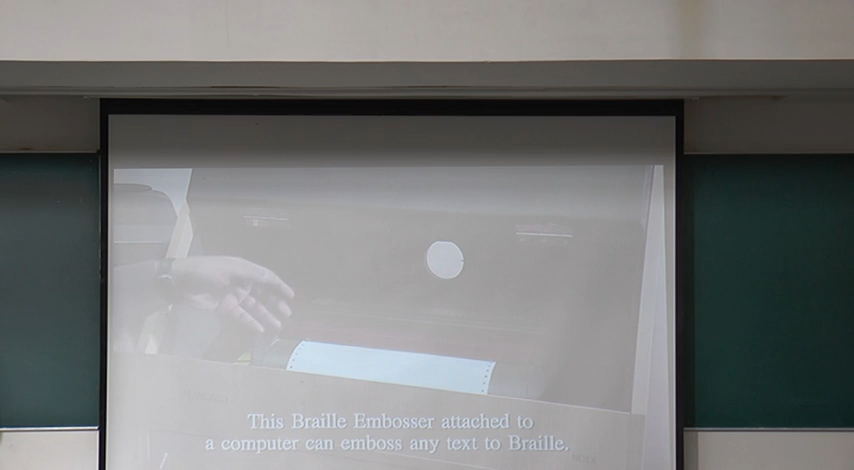 This Braille Embosser attached to
a computer can emboss any text to Braille.